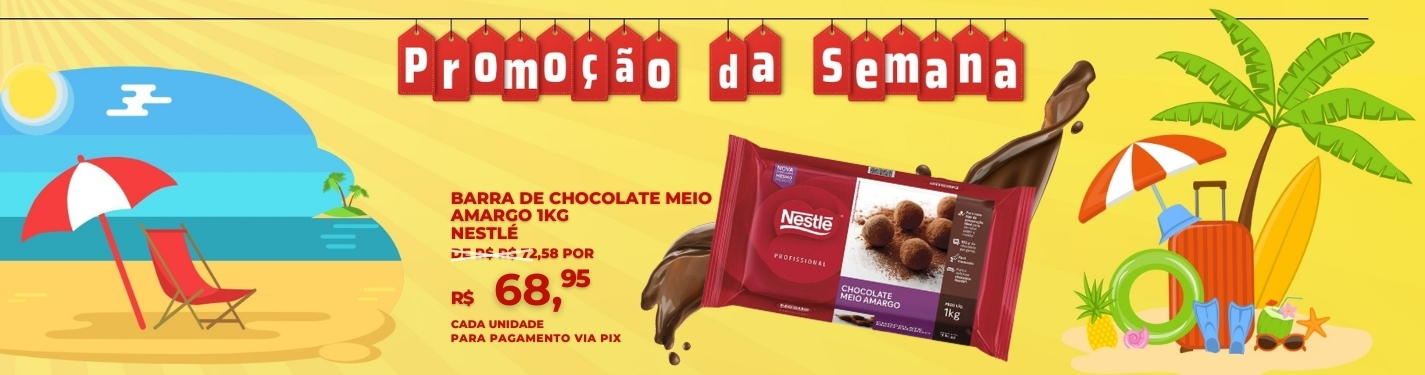 Promoção da Semana
BARRA DE CHOCOLATE MEIO
AMARGO 1KG
NESTLÉ
DE R$ R$ 72,58 POR
R$ 68,95
CADA UNIDADE
PARA PAGAMENTO VIA PIX
NOVA
Nestlé
PROFISSIONAL
CHOCOLATE
MEIO AMARGO
1kg